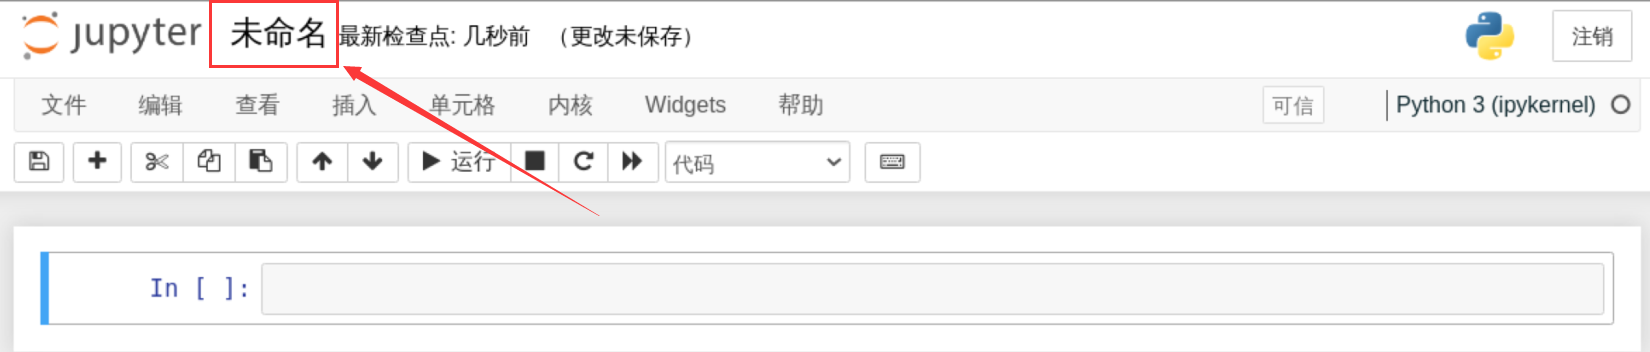 jupyter 未命名 最新检查点: 几秒前 （更改未保存） 注销
文件 编辑 查看 插入 单元格 内核 Widgets 帮助 可信 Python 3 (ipykernel)
运行 代码
In [ ]: